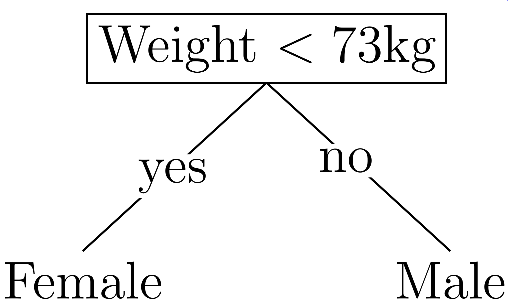 Weight < 73kg
yes
no
Female
Male